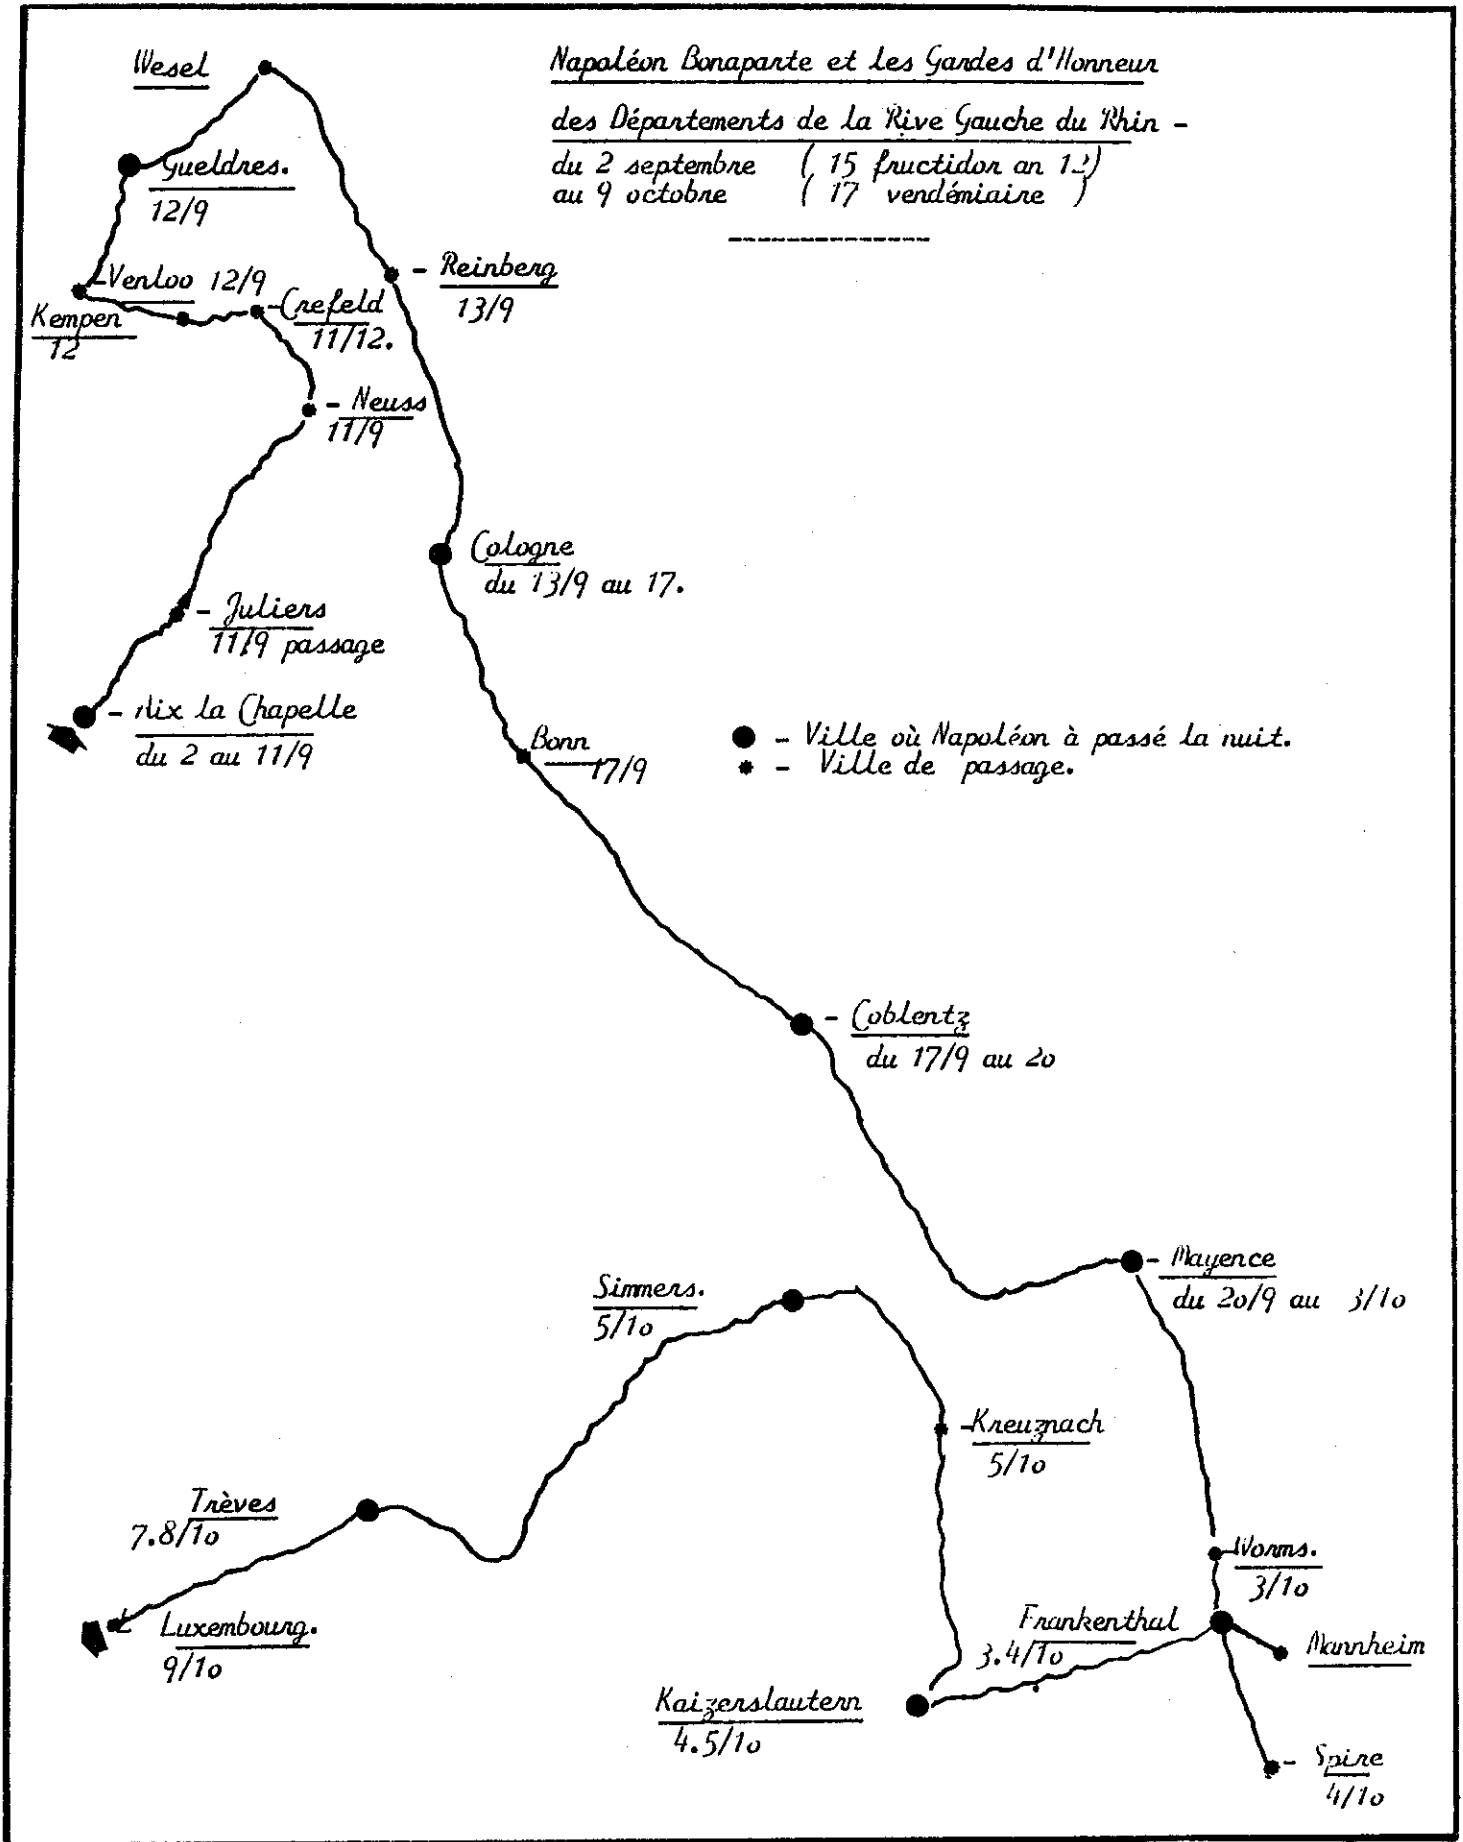 Napoléon Bonaparte et les Gardes d'Honneur
des Départements de la Rive Gauche du Rhin -
du 2 septembre ( 15 fructidor an 12)
au 9 octobre ( 17 vendémiaire )
Wesel
Gueldres.
12/9
- Venloo 12/9
Kempen
12
- Crefeld
11/12.
- Reinberg
13/9
- Neuss
11/9
Cologne
du 13/9 au 17.
- Juliers
11/9 passage
- Aix la Chapelle
du 2 au 11/9
Bonn
17/9
- Ville où Napoléon à passé la nuit.
- Ville de passage.
- Coblentz
du 17/9 au 20
- Mayence
du 20/9 au 3/10
Simmers.
5/10
- Kreuznach
5/10
Trèves
7.8/10
- Worms.
3/10
Luxembourg.
9/10
Frankenthal
3.4/10
Mannheim
Kaizerslautern
4.5/10
- Spire
4/10